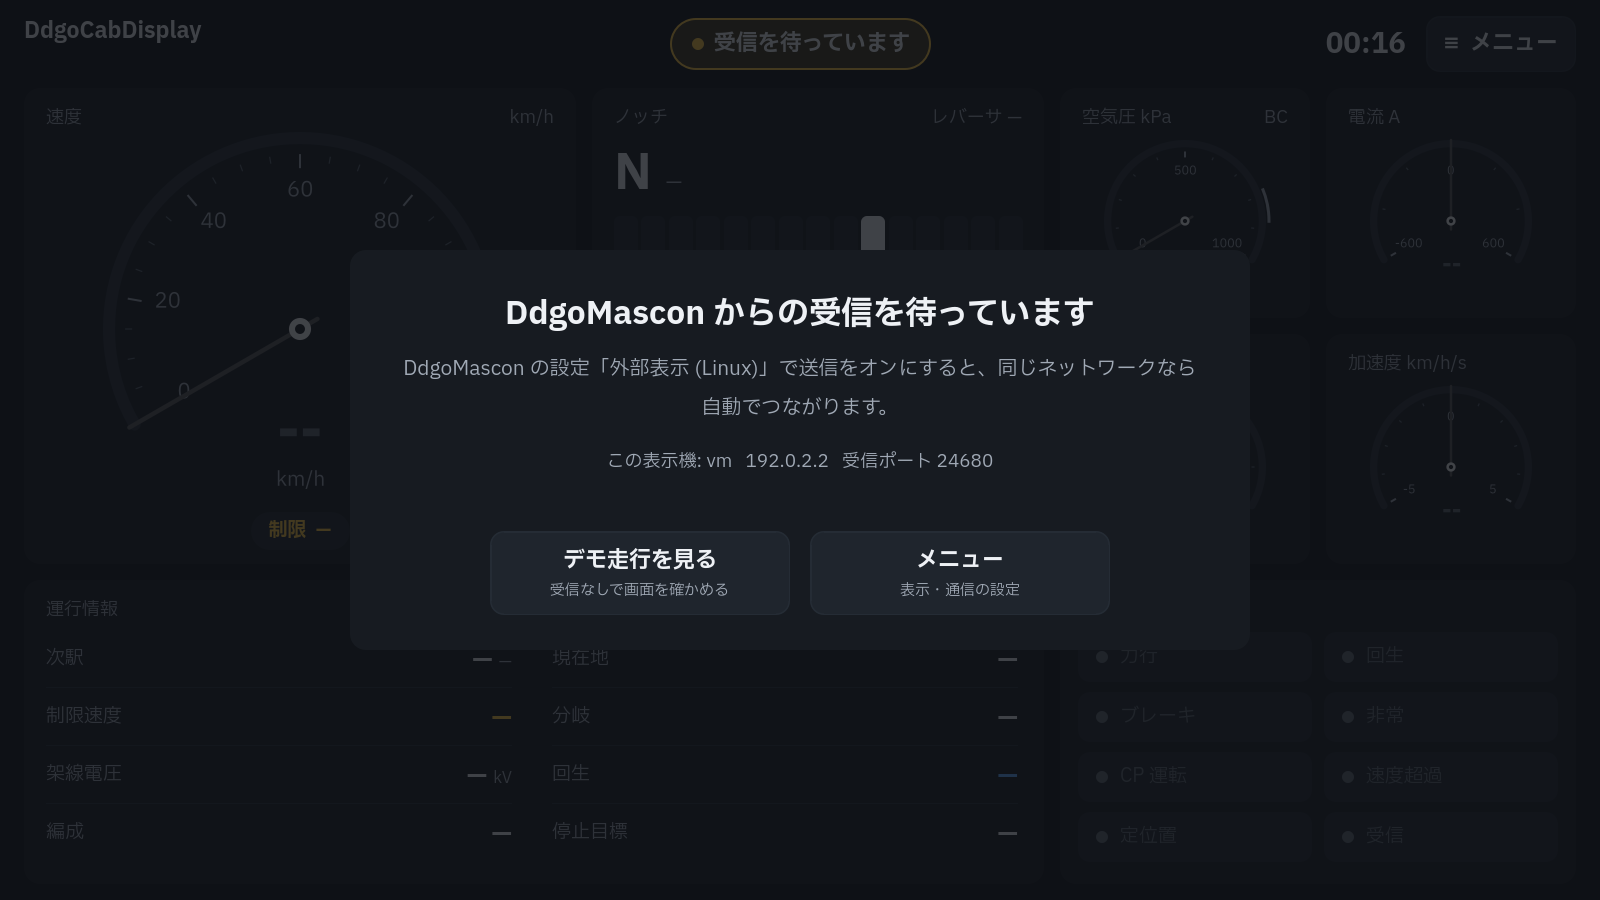 DdgoCabDisplay
受信を待っています
00:16
≡ メニュー
速度 km/h
0
20
40
60
80
--
km/h
制限 —
ノッチ レバーサ —
N —
空気圧 kPa BC
0
500
1000
電流 A
-600
0
600
--
加速度 km/h/s
-5
0
5
--
DdgoMascon からの受信を待っています
DdgoMascon の設定「外部表示 (Linux)」で送信をオンにすると、同じネットワークなら
自動でつながります。
この表示機: vm 192.0.2.2 受信ポート 24680
デモ走行を見る
受信なしで画面を確かめる
メニュー
表示・通信の設定
運行情報
次駅 — —
現在地 —
制限速度 —
分岐 —
架線電圧 — kV
回生 —
編成 —
停止目標 —
力行
回生
ブレーキ
非常
CP 運転
速度超過
定位置
受信